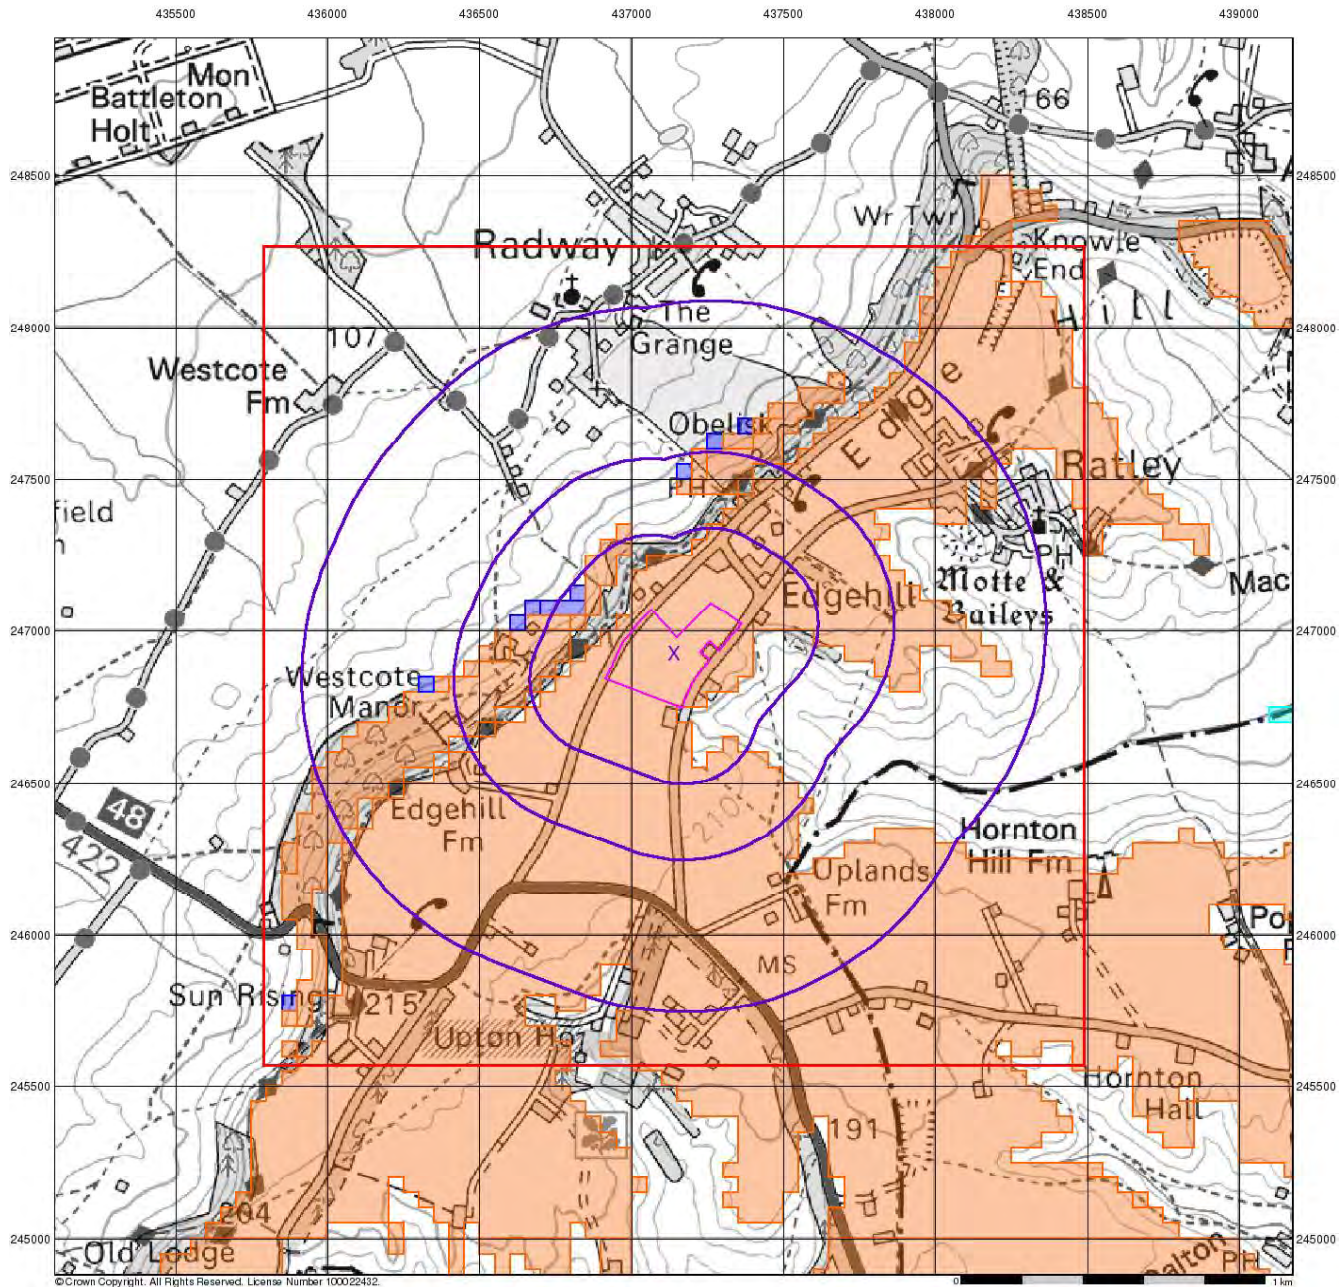 435500 436000 436500 437000 437500 438000 438500 439000
Mon
Battleton
Holt
166
248500 248500
Wr Twr
Radway
Knowle
End
The
Grange
107
248000 248000
Hill
Westcote
Fm
Obelisk
Edge
Ratley
247500 247500
PH
field
PH
Motte &
Baileys
Mac
Edgehill
247000 247000
X
Westcote
Manor
246500 246500
48
422
Edgehill
Fm
210
Hornton
Hill Fm
Uplands
Fm
246000 246000
MS
Sun Rising
215
Upton Ho
245500 245500
Hornton
Hall
191
204
245000 245000
Old Lodge
PH
© Crown Copyright. All Rights Reserved. License Number 100022432.
0 1 km